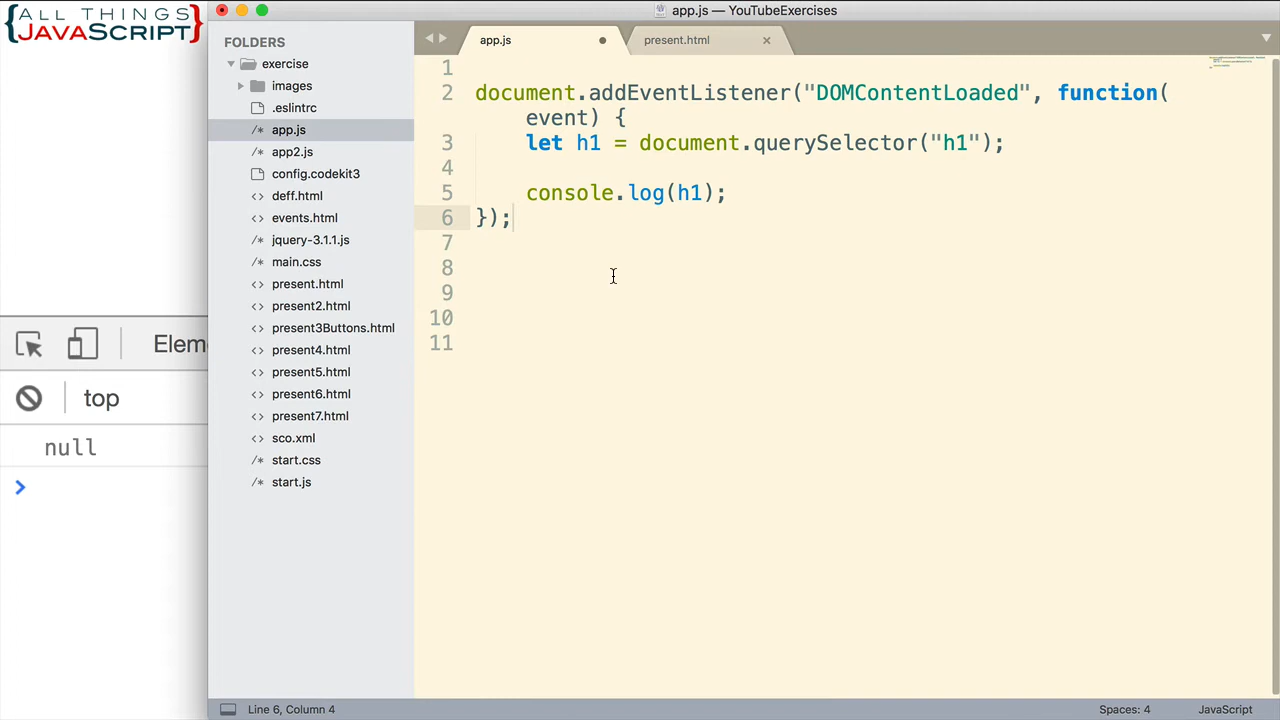 {ALL THINGS
JAVASCRIPT}
app.js — YouTubeExercises
FOLDERS
exercise
images
.eslintrc
/* app.js
/* app2.js
config.codekit3
<> deff.html
<> events.html
/* jquery-3.1.1.js
/* main.css
<> present.html
<> present2.html
<> present3Buttons.html
<> present4.html
<> present5.html
<> present6.html
<> present7.html
sco.xml
/* start.css
/* start.js
app.js
present.html
1
2 document.addEventListener("DOMContentLoaded", function(
event) {
3 let h1 = document.querySelector("h1");
4
5 console.log(h1);
6 });
7
8
9
10
11
Elem
top
null
>
Line 6, Column 4
Spaces: 4
JavaScript